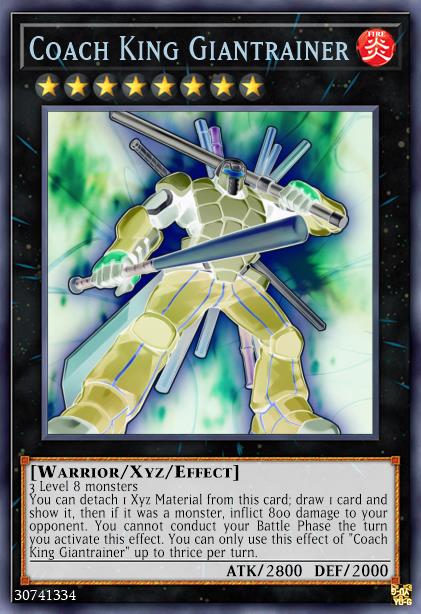 COACH KING GIANTRAINER
FIRE
炎
[WARRIOR/XYZ/EFFECT]
3 Level 8 monsters
You can detach 1 Xyz Material from this card; draw 1 card and
show it, then if it was a monster, inflict 800 damage to your
opponent. You cannot conduct your Battle Phase the turn
you activate this effect. You can only use this effect of "Coach
King Giantrainer" up to thrice per turn.
ATK/2800 DEF/2000
30741334